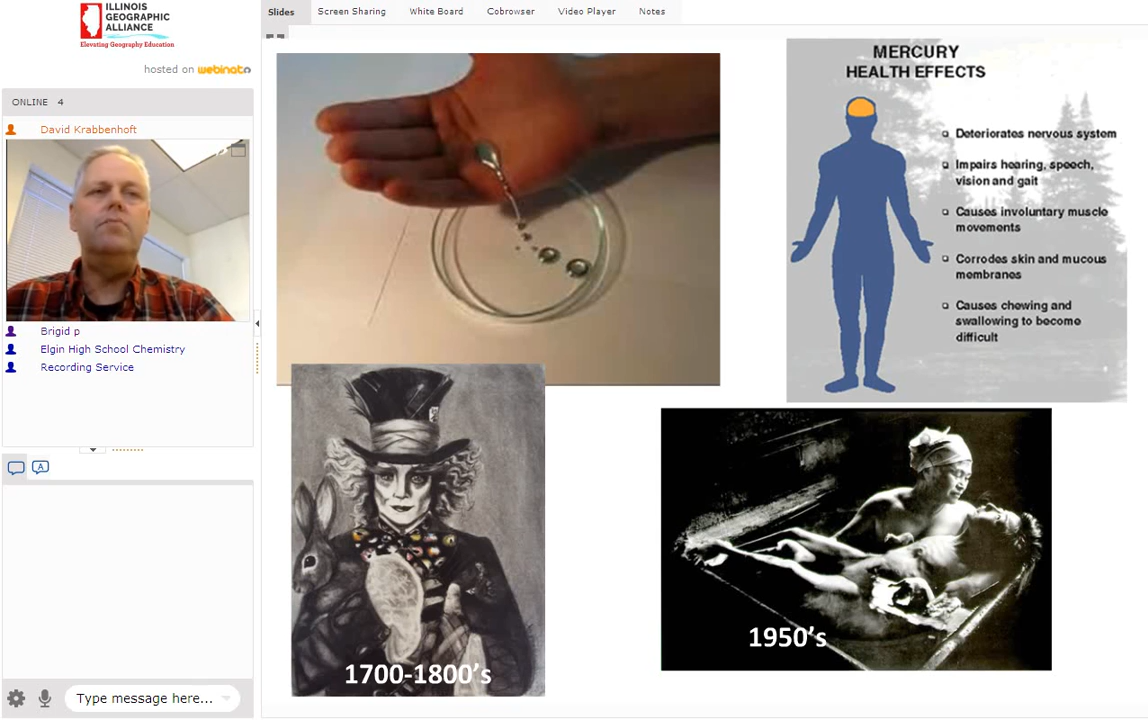 ILLINOIS
GEOGRAPHIC
ALLIANCE
Elevating Geography Education
hosted on webinato
ONLINE 4
David Krabbenhoft
Brigid p
Elgin High School Chemistry
Recording Service
A
Type message here...
Slides
Screen Sharing
White Board
Cobrowser
Video Player
Notes
MERCURY
HEALTH EFFECTS
Deteriorates nervous system
Impairs hearing, speech,
vision and gait
Causes involuntary muscle
movements
Corrodes skin and mucous
membranes
Causes chewing and
swallowing to become
difficult
1700-1800's
1950's